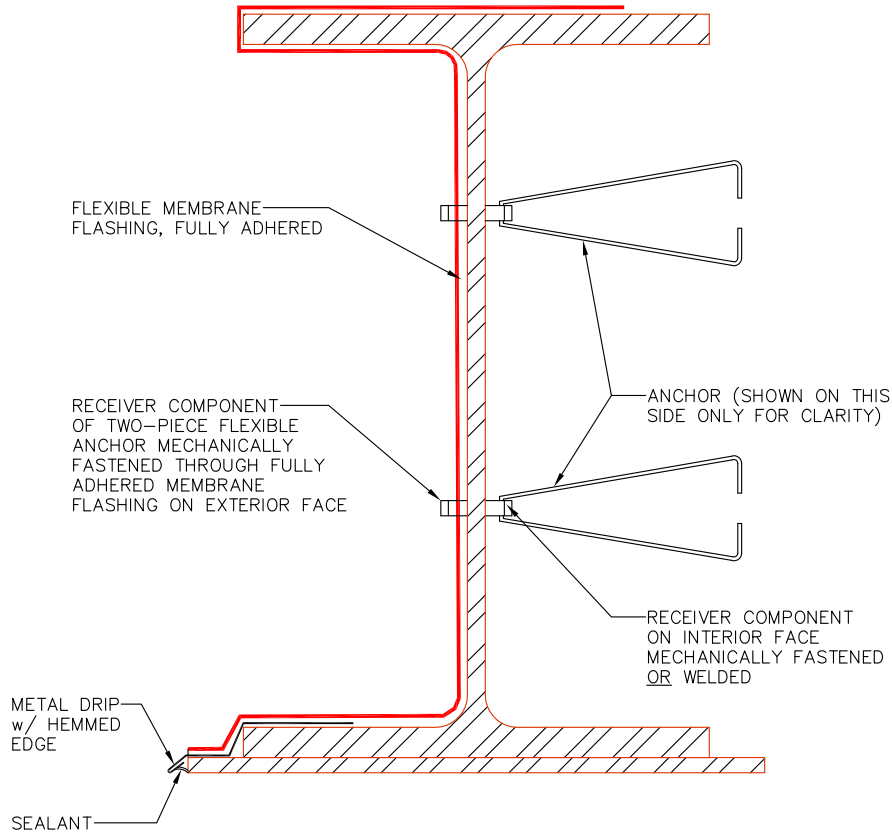 FLEXIBLE MEMBRANE
FLASHING, FULLY ADHERED
RECEIVER COMPONENT
OF TWO-PIECE FLEXIBLE
ANCHOR MECHANICALLY
FASTENED THROUGH FULLY
ADHERED MEMBRANE
FLASHING ON EXTERIOR FACE
ANCHOR (SHOWN ON THIS
SIDE ONLY FOR CLARITY)
RECEIVER COMPONENT
ON INTERIOR FACE
MECHANICALLY FASTENED
OR WELDED
METAL DRIP
w/ HEMMED
EDGE
SEALANT